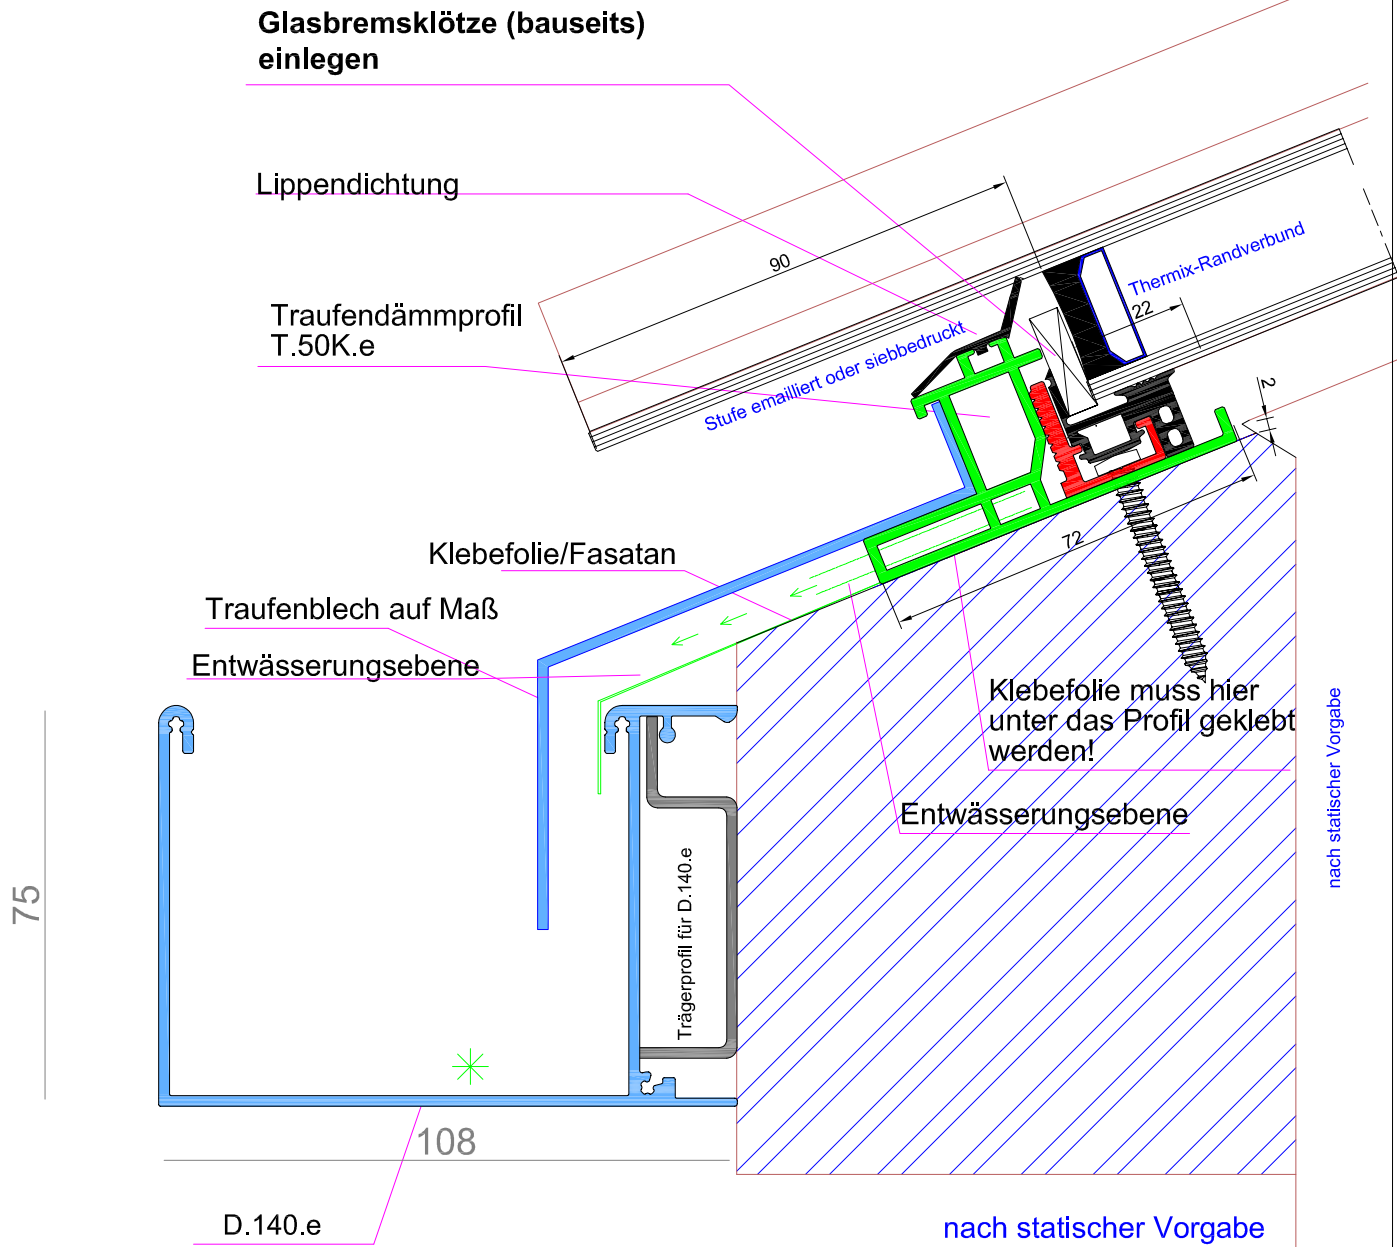 Glasbremsklötze (bauseits)
einlegen
Lippendichtung
90
Thermix-Randverbund
22
Traufendämmprofil
T.50K.e
Stufe emailliert oder siebbedruckt
2
72
Klebefolie/Fasatan
Traufenblech auf Maß
Entwässerungsebene
Klebefolie muss hier
unter das Profil geklebt
werden!
nach statischer Vorgabe
Entwässerungsebene
Trägerprofil für D.140.e
75
108
D.140.e
nach statischer Vorgabe